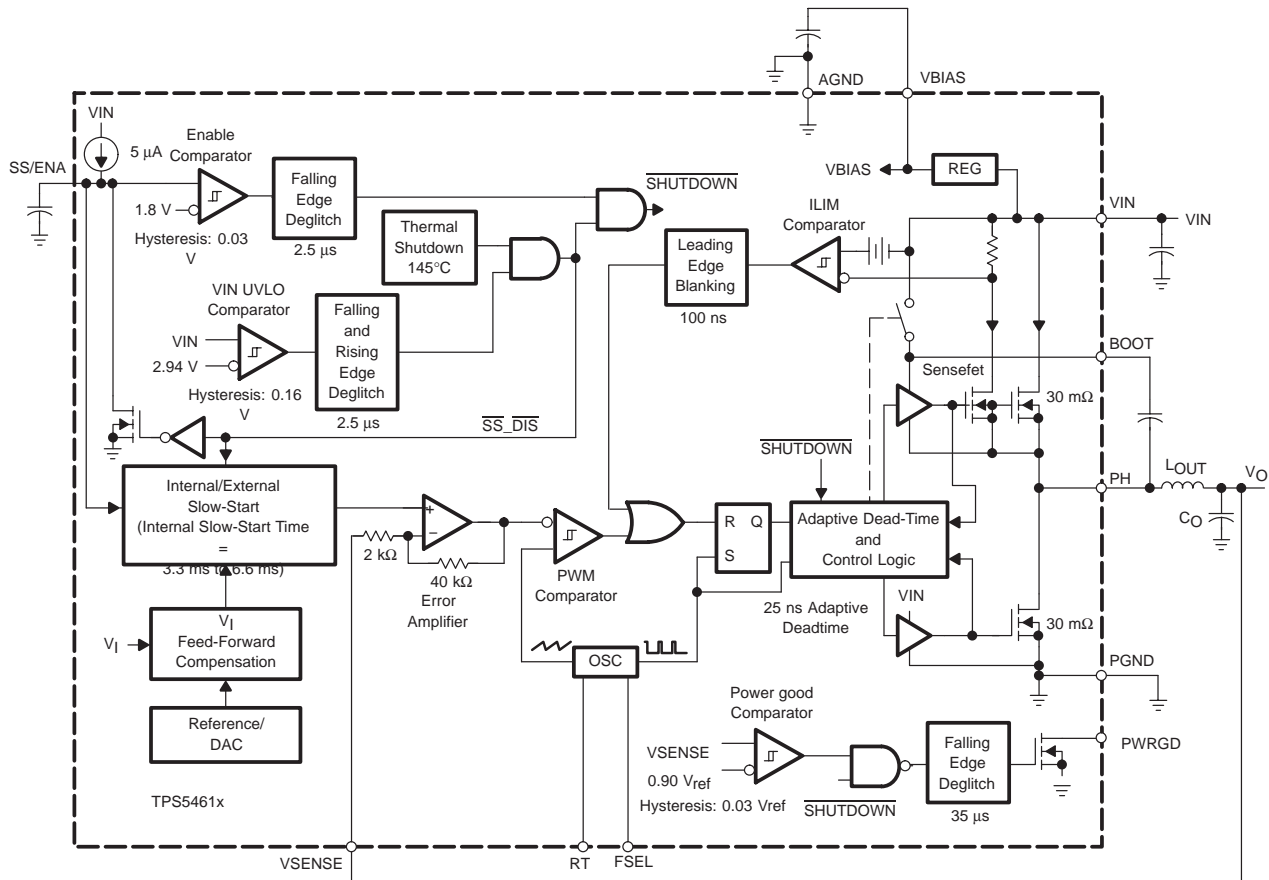 AGND
VBIAS
VIN
5 μA
Enable
Comparator
SS/ENA
1.8 V
Hysteresis: 0.03
V
Falling
Edge
Deglitch
2.5 μs
Thermal
Shutdown
145°C
SHUTDOWN
VBIAS
REG
ILIM
Comparator
Leading
Edge
Blanking
100 ns
VIN
VIN
VIN UVLO
Comparator
VIN
2.94 V
Hysteresis: 0.16
V
Falling
and
Rising
Edge
Deglitch
2.5 μs
SS_DIS
BOOT
Sensefet
30 mΩ
SHUTDOWN
PH
LOUT
VO
CO
Internal/External
Slow-Start
(Internal Slow-Start Time
=
3.3 ms to 6.6 ms)
+
−
2 kΩ
40 kΩ
Error
Amplifier
PWM
Comparator
R Q
S
Adaptive Dead-Time
and
Control Logic
25 ns Adaptive
Deadtime
VIN
30 mΩ
PGND
VI
VI
Feed-Forward
Compensation
Reference/
DAC
OSC
TPS5461x
Power good
Comparator
VSENSE
0.90 Vref
Hysteresis: 0.03 Vref
SHUTDOWN
Falling
Edge
Deglitch
35 μs
PWRGD
VSENSE
RT
FSEL